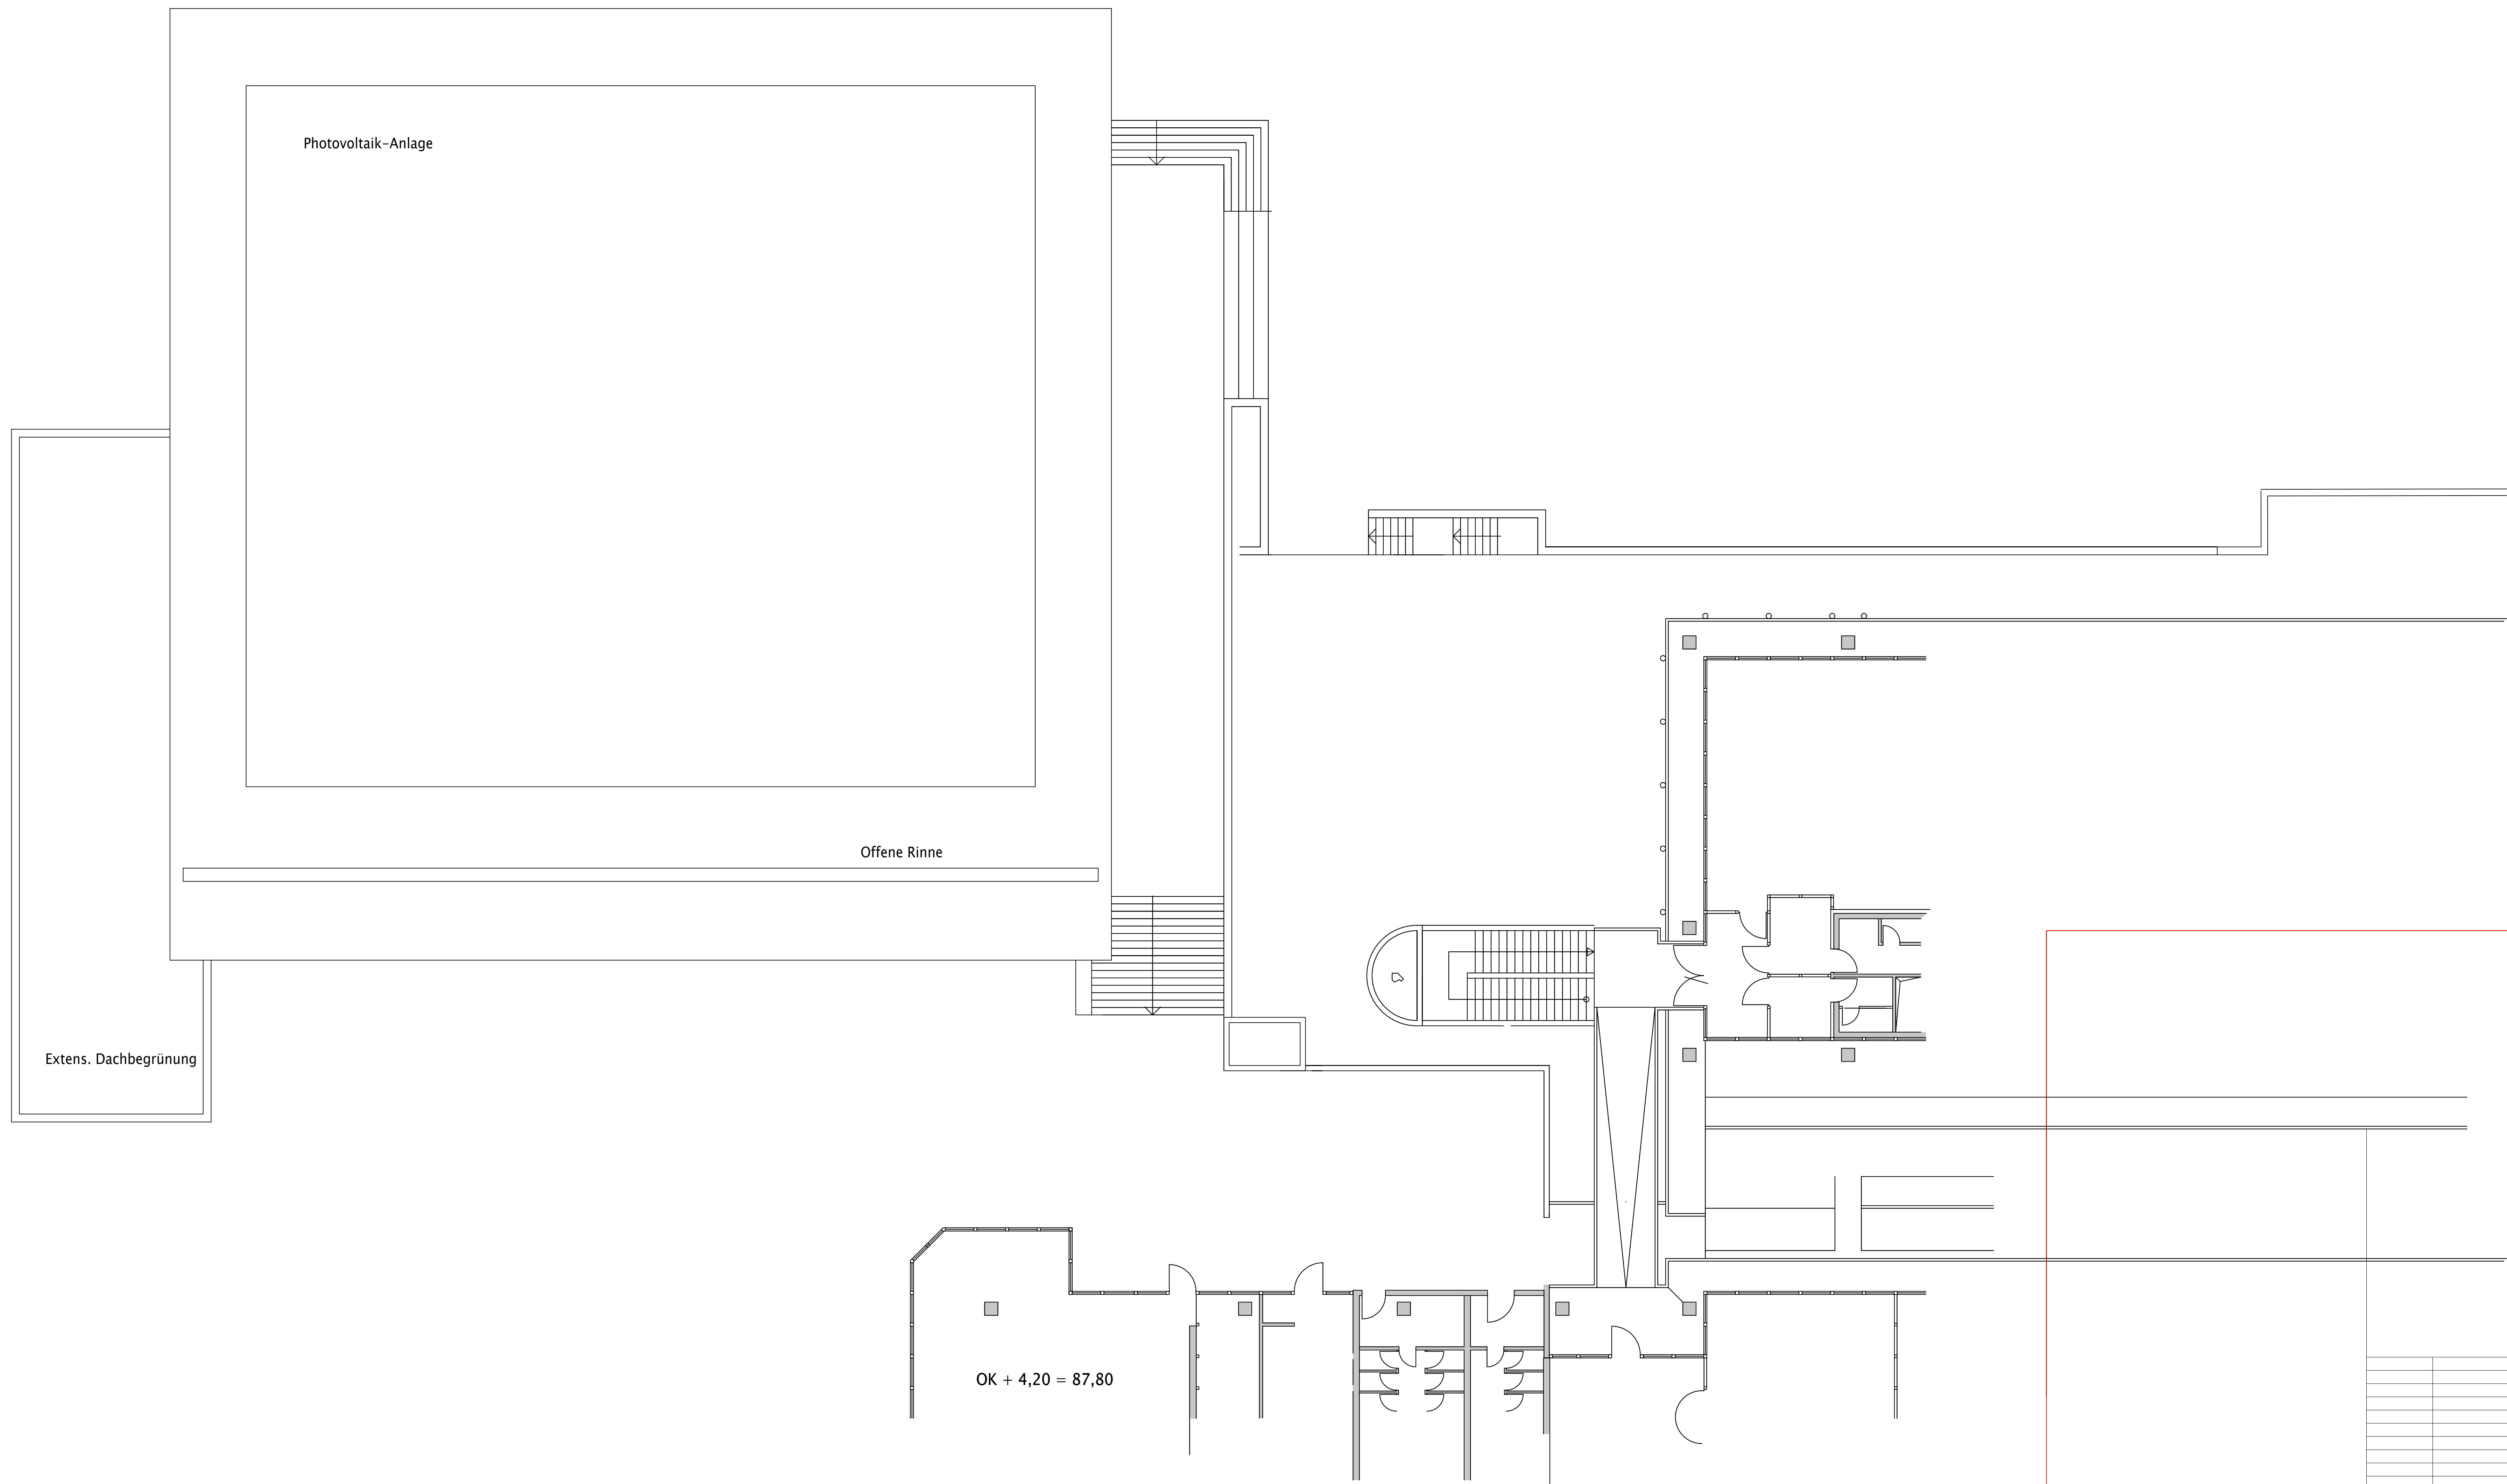 Photovoltaik-Anlage
Offene Rinne
Extens. Dachbegrünung
OK + 4,20 = 87,80